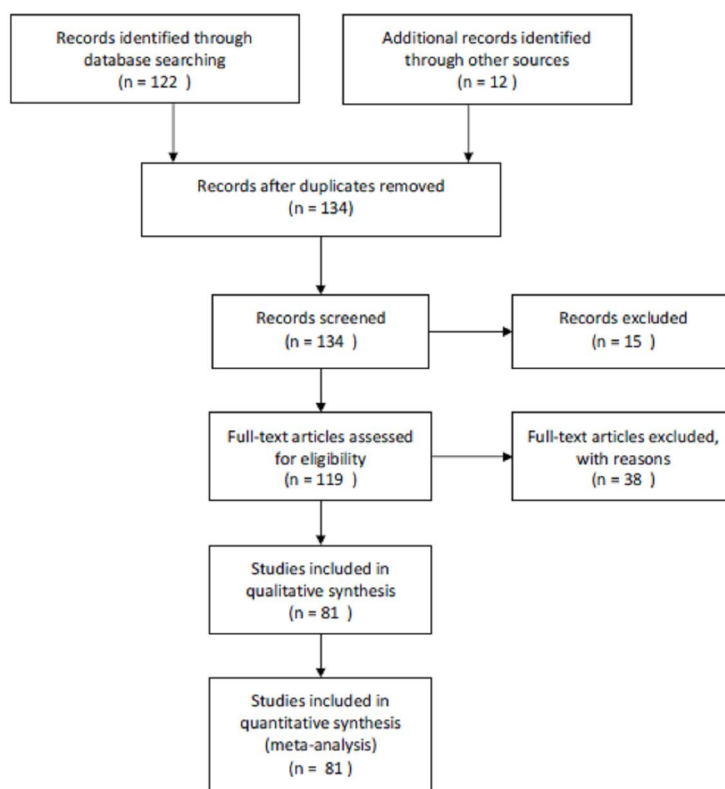 Records identified through
database searching
(n = 122 )
Additional records identified
through other sources
(n = 12 )
Records after duplicates removed
(n = 134)
Records screened
(n = 134 )
Records excluded
(n = 15 )
Full-text articles assessed
for eligibility
(n = 119 )
Full-text articles excluded,
with reasons
(n = 38 )
Studies included in
qualitative synthesis
(n = 81 )
Studies included in
quantitative synthesis
(meta-analysis)
(n = 81 )